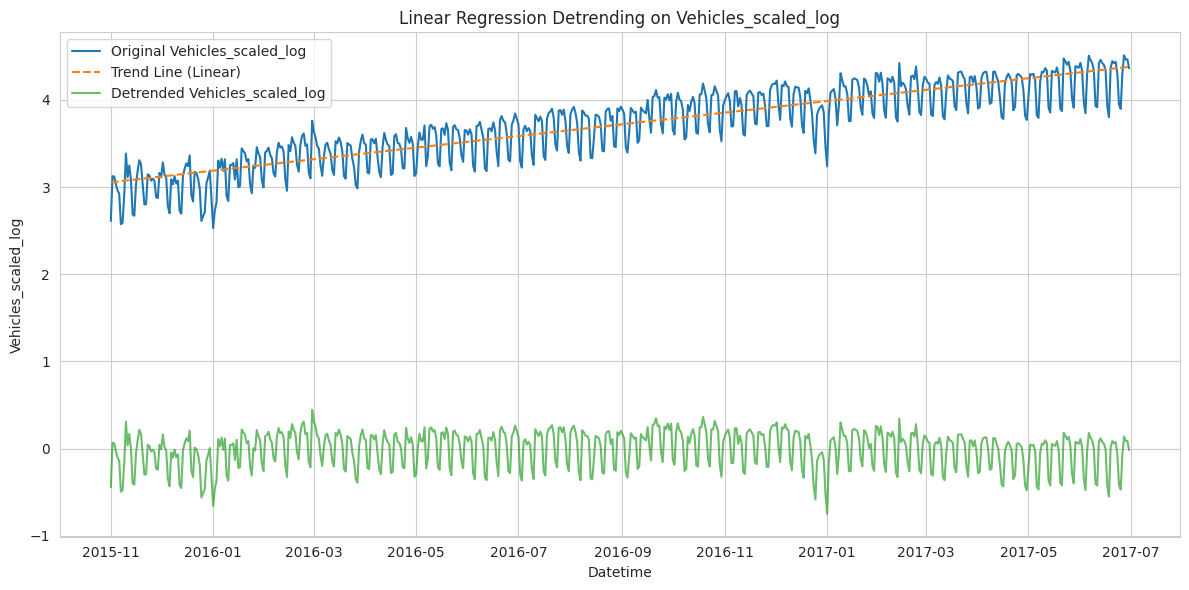 Linear Regression Detrending on Vehicles_scaled_log
Original Vehicles_scaled_log
Trend Line (Linear)
Detrended Vehicles_scaled_log
Vehicles_scaled_log
4
3
2
1
0
−1
2015-11
2016-01
2016-03
2016-05
2016-07
2016-09
2016-11
2017-01
2017-03
2017-05
2017-07
Datetime